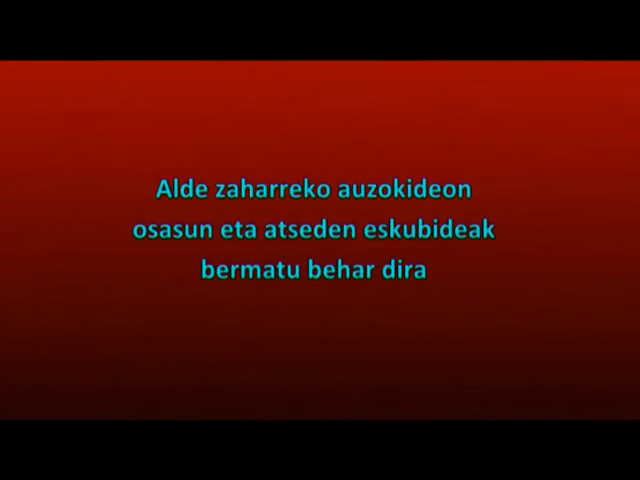 Alde zaharreko auzokideon
osasun eta atseden eskubideak
bermatu behar dira